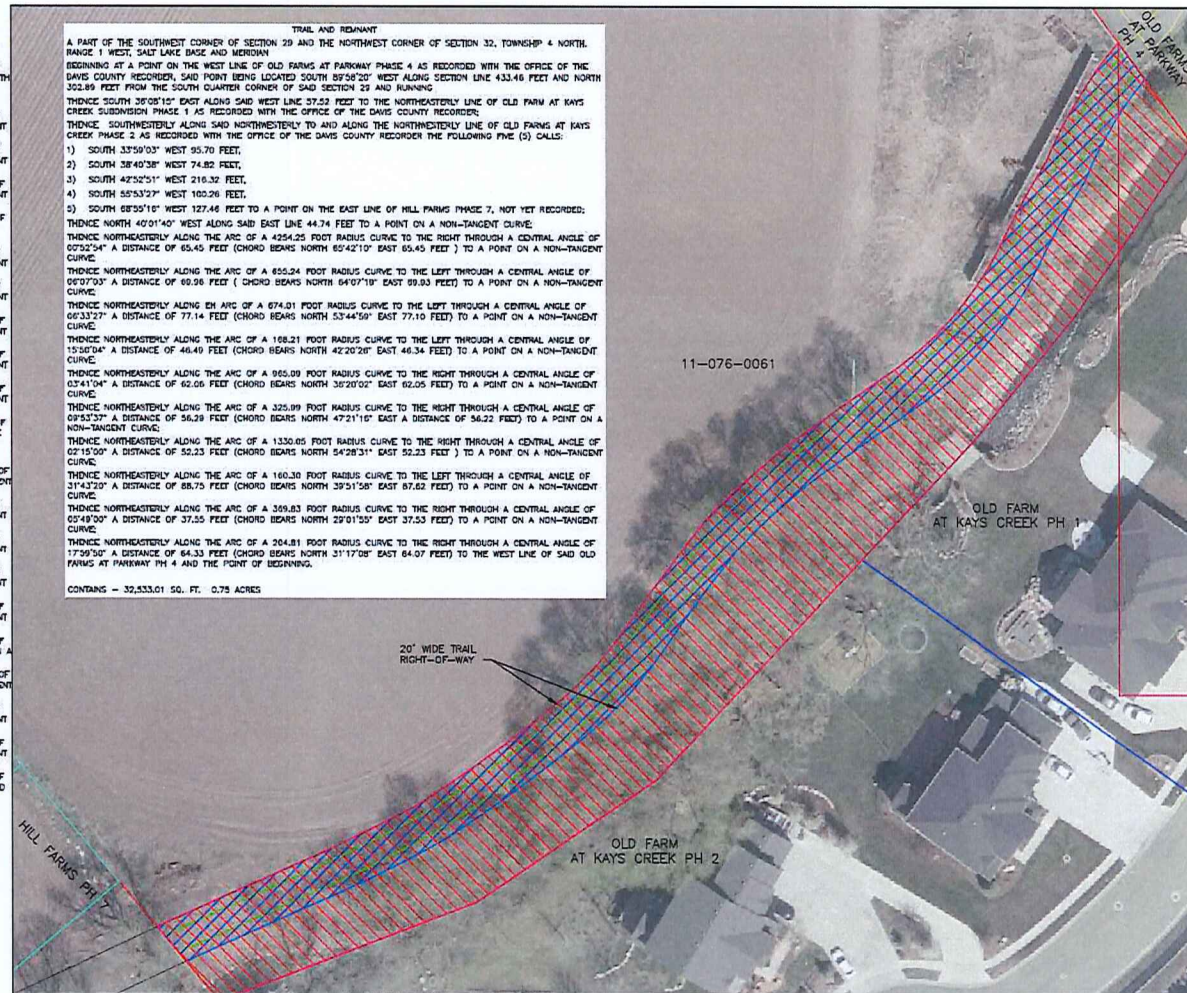 TRAIL AND REMNANT
A PART OF THE SOUTHWEST CORNER OF SECTION 29 AND THE NORTHWEST CORNER OF SECTION 32, TOWNSHIP 4 NORTH,
RANGE 1 WEST, SALT LAKE BASE AND MERIDIAN
BEGINNING AT A POINT ON THE WEST LINE OF OLD FARMS AT PARKWAY PHASE 4 AS RECORDED WITH THE OFFICE OF THE
DAVIS COUNTY RECORDER, SAID POINT BEING LOCATED SOUTH 89°58'20" WEST ALONG SECTION LINE 433.46 FEET AND NORTH
302.89 FEET FROM THE SOUTH QUARTER CORNER OF SAID SECTION 29 AND RUNNING
THENCE SOUTH 36°08'15" EAST ALONG SAID WEST LINE 57.52 FEET TO THE NORTHEASTERLY LINE OF OLD FARM AT KAYS
CREEK SUBDIVISION PHASE 1 AS RECORDED WITH THE OFFICE OF THE DAVIS COUNTY RECORDER;
THENCE SOUTHWESTERLY ALONG SAID NORTHWESTERLY TO AND ALONG THE NORTHWESTERLY LINE OF OLD FARMS AT KAYS
CREEK PHASE 2 AS RECORDED WITH THE OFFICE OF THE DAVIS COUNTY RECORDER THE FOLLOWING FIVE (5) CALLS:
1) SOUTH 33°59'03" WEST 95.70 FEET,
2) SOUTH 38°40'38" WEST 74.82 FEET,
3) SOUTH 42°52'51" WEST 216.32 FEET,
4) SOUTH 55°53'27" WEST 160.26 FEET,
5) SOUTH 68°55'16" WEST 127.46 FEET TO A POINT ON THE EAST LINE OF HILL FARMS PHASE 7, NOT YET RECORDED;
THENCE NORTH 40°01'40" WEST ALONG SAID EAST LINE 44.74 FEET TO A POINT ON A NON-TANGENT CURVE;
THENCE NORTHEASTERLY ALONG THE ARC OF A 4254.25 FOOT RADIUS CURVE TO THE RIGHT THROUGH A CENTRAL ANGLE OF
00°52'54" A DISTANCE OF 65.45 FEET (CHORD BEARS NORTH 65°42'10" EAST 65.45 FEET ) TO A POINT ON A NON-TANGENT
CURVE;
THENCE NORTHEASTERLY ALONG THE ARC OF A 655.24 FOOT RADIUS CURVE TO THE LEFT THROUGH A CENTRAL ANGLE OF
06°07'03" A DISTANCE OF 69.96 FEET ( CHORD BEARS NORTH 64°07'19" EAST 69.93 FEET) TO A POINT ON A NON-TANGENT
CURVE;
THENCE NORTHEASTERLY ALONG EH ARC OF A 674.01 FOOT RADIUS CURVE TO THE LEFT THROUGH A CENTRAL ANGLE OF
06°33'27" A DISTANCE OF 77.14 FEET (CHORD BEARS NORTH 53°44'59" EAST 77.10 FEET) TO A POINT ON A NON-TANGENT
CURVE;
THENCE NORTHEASTERLY ALONG THE ARC OF A 168.21 FOOT RADIUS CURVE TO THE LEFT THROUGH A CENTRAL ANGLE OF
15°50'04" A DISTANCE OF 46.49 FEET (CHORD BEARS NORTH 42°20'26" EAST 46.34 FEET) TO A POINT ON A NON-TANGENT
CURVE;
THENCE NORTHEASTERLY ALONG THE ARC OF A 965.09 FOOT RADIUS CURVE TO THE RIGHT THROUGH A CENTRAL ANGLE OF
03°41'04" A DISTANCE OF 62.06 FEET (CHORD BEARS NORTH 36°20'02" EAST 62.05 FEET) TO A POINT ON A NON-TANGENT
CURVE;
THENCE NORTHEASTERLY ALONG THE ARC OF A 325.99 FOOT RADIUS CURVE TO THE RIGHT THROUGH A CENTRAL ANGLE OF
09°53'37" A DISTANCE OF 56.29 FEET (CHORD BEARS NORTH 47°21'16" EAST A DISTANCE OF 56.22 FEET) TO A POINT ON A
NON-TANGENT CURVE;
THENCE NORTHEASTERLY ALONG THE ARC OF A 1330.05 FOOT RADIUS CURVE TO THE RIGHT THROUGH A CENTRAL ANGLE OF
02°15'00" A DISTANCE OF 52.23 FEET (CHORD BEARS NORTH 54°28'31" EAST 52.23 FEET ) TO A POINT ON A NON-TANGENT
CURVE;
THENCE NORTHEASTERLY ALONG THE ARC OF A 160.30 FOOT RADIUS CURVE TO THE LEFT THROUGH A CENTRAL ANGLE OF
31°43'20" A DISTANCE OF 88.75 FEET (CHORD BEARS NORTH 39°51'58" EAST 87.62 FEET) TO A POINT ON A NON-TANGENT
CURVE;
THENCE NORTHEASTERLY ALONG THE ARC OF A 369.83 FOOT RADIUS CURVE TO THE RIGHT THROUGH A CENTRAL ANGLE OF
05°49'00" A DISTANCE OF 37.55 FEET (CHORD BEARS NORTH 29°01'55" EAST 37.53 FEET) TO A POINT ON A NON-TANGENT
CURVE;
THENCE NORTHEASTERLY ALONG THE ARC OF A 204.81 FOOT RADIUS CURVE TO THE RIGHT THROUGH A CENTRAL ANGLE OF
17°59'50" A DISTANCE OF 64.33 FEET (CHORD BEARS NORTH 31°17'08" EAST 64.07 FEET) TO THE WEST LINE OF SAID OLD
FARMS AT PARKWAY PH 4 AND THE POINT OF BEGINNING.
CONTAINS - 32,533.01 SQ. FT. 0.75 ACRES
OLD FARMS
AT PARKWAY
PH 4
11-076-0061
OLD FARM
AT KAYS CREEK PH 1
20' WIDE TRAIL
RIGHT-OF-WAY
OLD FARM
AT KAYS CREEK PH 2
HILL FARMS PH 7